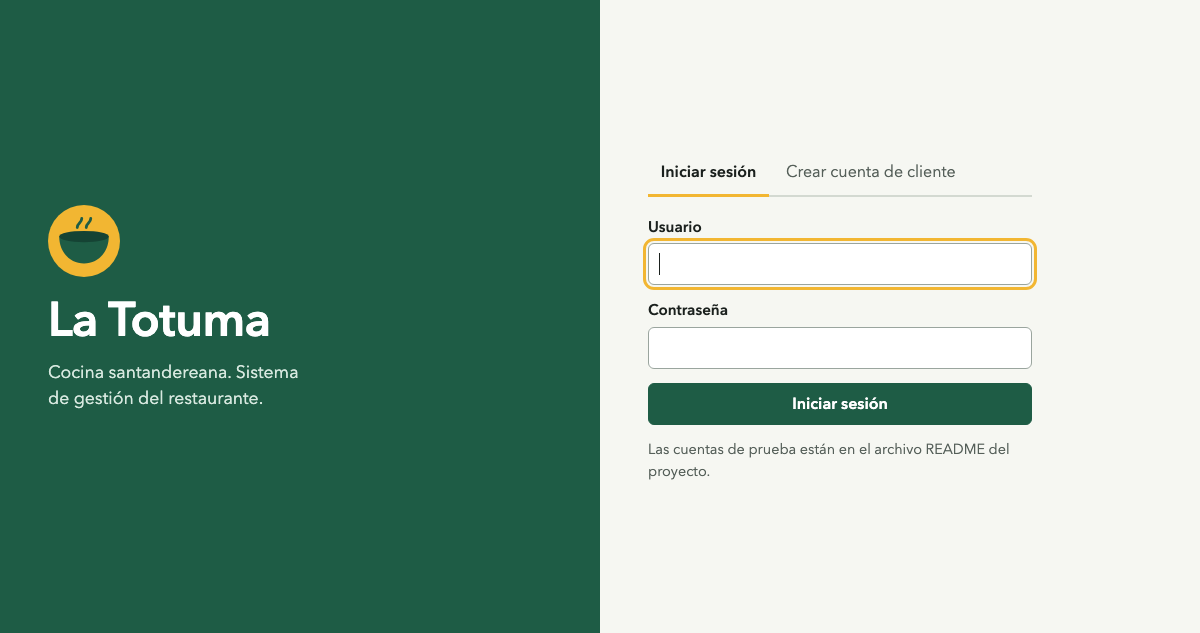 La Totuma
Cocina santandereana. Sistema
de gestión del restaurante.
Iniciar sesión
Crear cuenta de cliente
Usuario
Contraseña
Iniciar sesión
Las cuentas de prueba están en el archivo README del
proyecto.